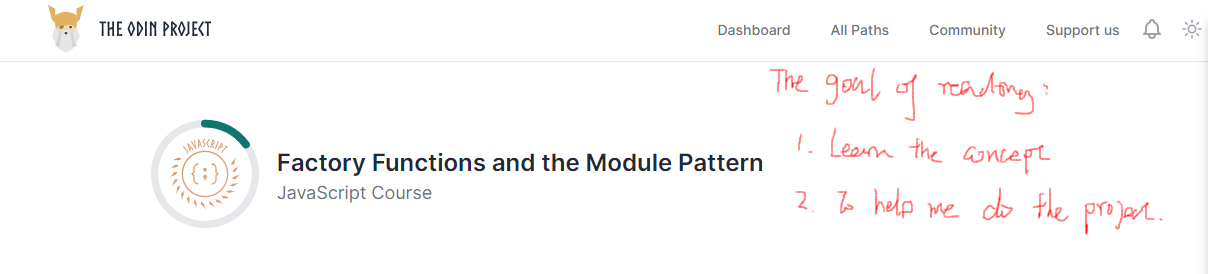 THE ODIN PROJECT
Dashboard All Paths Community Support us
The goal of reading:
JAVASCRIPT
{;}
1. Learn the concept
Factory Functions and the Module Pattern
JavaScript Course
2. To help me do the project.